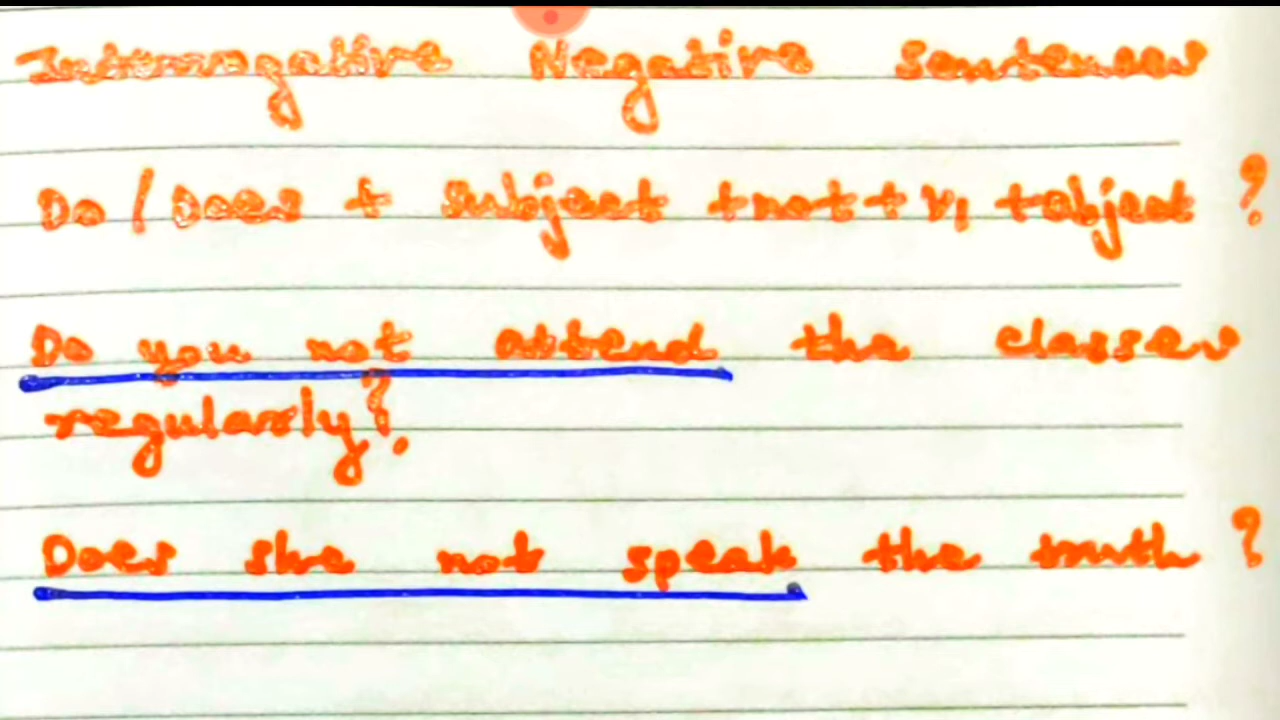 Interrogative Negative Sentences
Do / Does + subject + not + V1 + object ?
Do you not attend the classes
regularly?
Does she not speak the truth ?